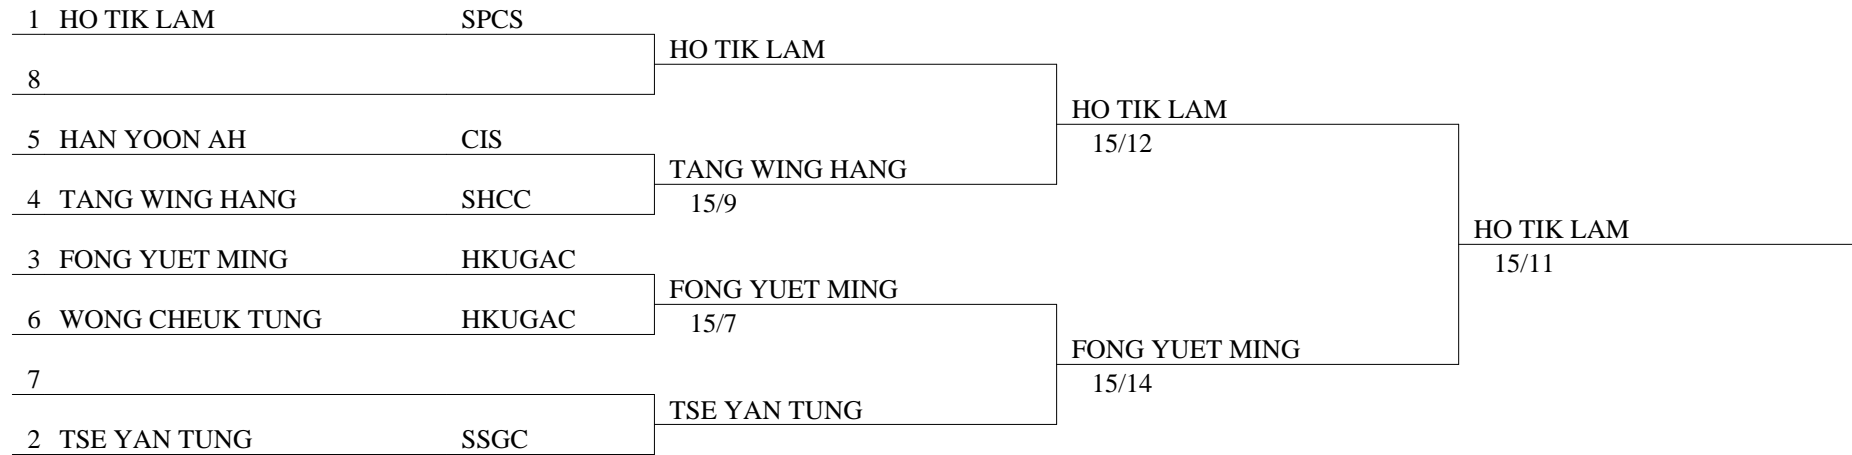 1 HO TIK LAM SPCS
HO TIK LAM
8
HO TIK LAM
15/12
5 HAN YOON AH CIS
TANG WING HANG
15/9
4 TANG WING HANG SHCC
HO TIK LAM
15/11
3 FONG YUET MING HKUGAC
FONG YUET MING
15/7
6 WONG CHEUK TUNG HKUGAC
FONG YUET MING
15/14
7
TSE YAN TUNG
2 TSE YAN TUNG SSGC